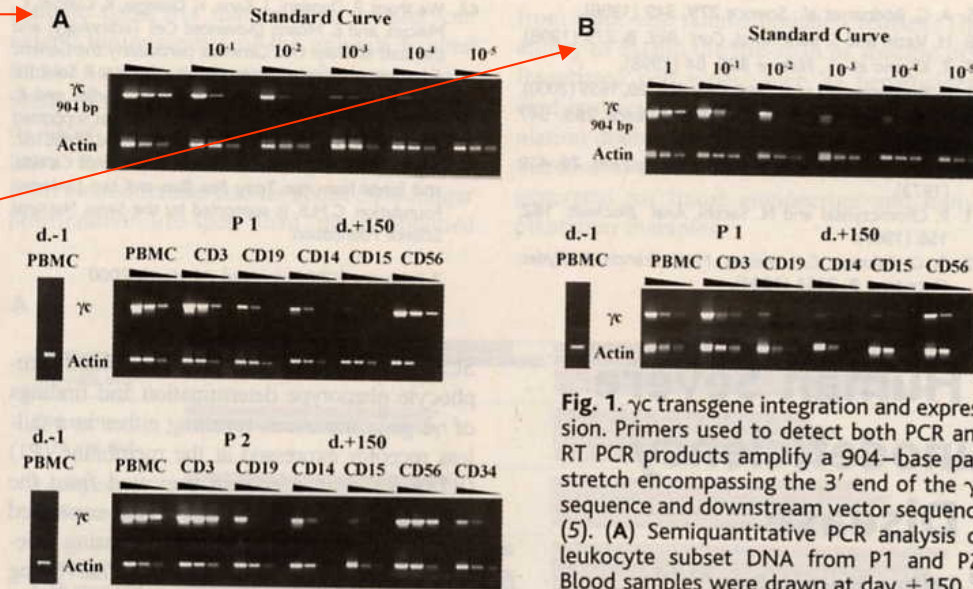 A
Standard Curve
1 10-1 10-2 10-3 10-4 10-5
γc
904 bp
Actin
d.-1 P 1 d.+150
PBMC PBMC CD3 CD19 CD14 CD15 CD56
γc
Actin
d.-1 P 2 d.+150
PBMC PBMC CD3 CD19 CD14 CD15 CD56 CD34
γc
Actin
B
Standard Curve
1 10-1 10-2 10-3 10-4 10-5
γc
904 bp
Actin
d.-1 P 1 d.+150
PBMC PBMC CD3 CD19 CD14 CD15 CD56
γc
Actin
Fig. 1. γc transgene integration and expres-
sion. Primers used to detect both PCR an
RT PCR products amplify a 904-base pa
stretch encompassing the 3′ end of the γ
sequence and downstream vector sequenc
(5). (A) Semiquantitative PCR analysis o
leukocyte subset DNA from P1 and P2
Blood samples were drawn at day +150